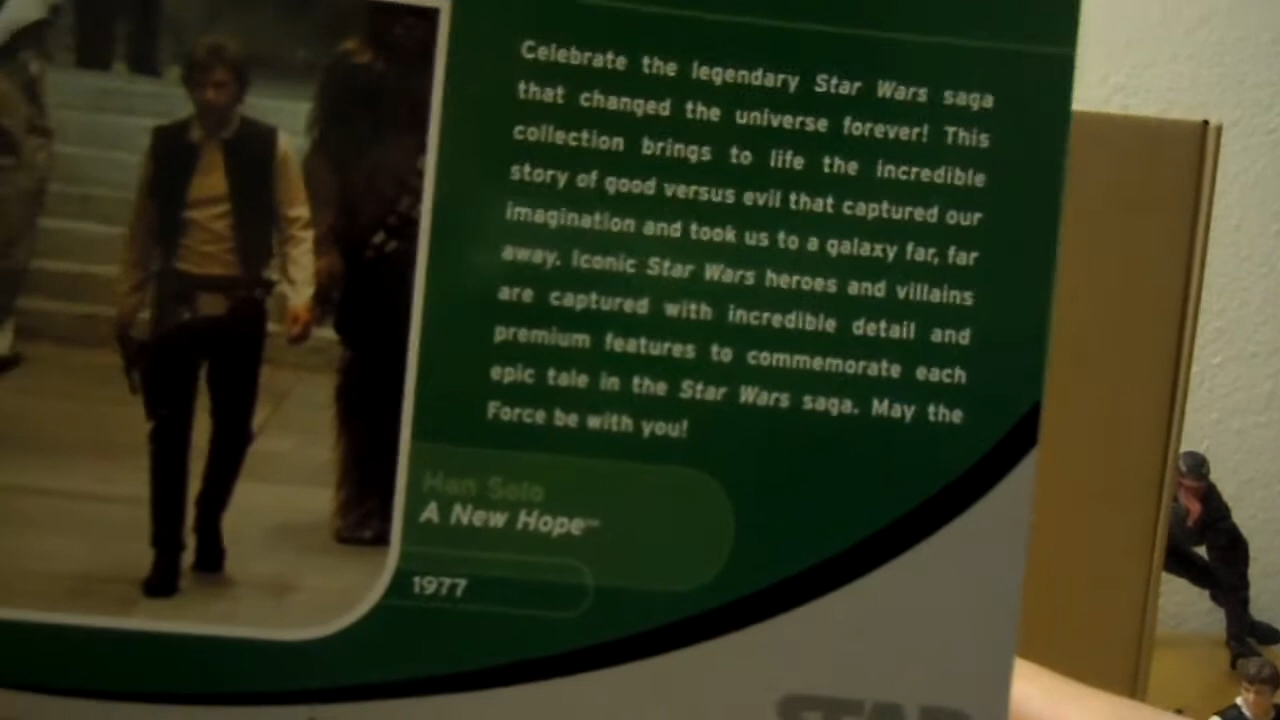 Celebrate the legendary Star Wars saga
that changed the universe forever! This
collection brings to life the incredible
story of good versus evil that captured our
imagination and took us to a galaxy far, far
away. Iconic Star Wars heroes and villains
are captured with incredible detail and
premium features to commemorate each
epic tale in the Star Wars saga. May the
Force be with you!
Han Solo
A New Hope™
1977
STAR